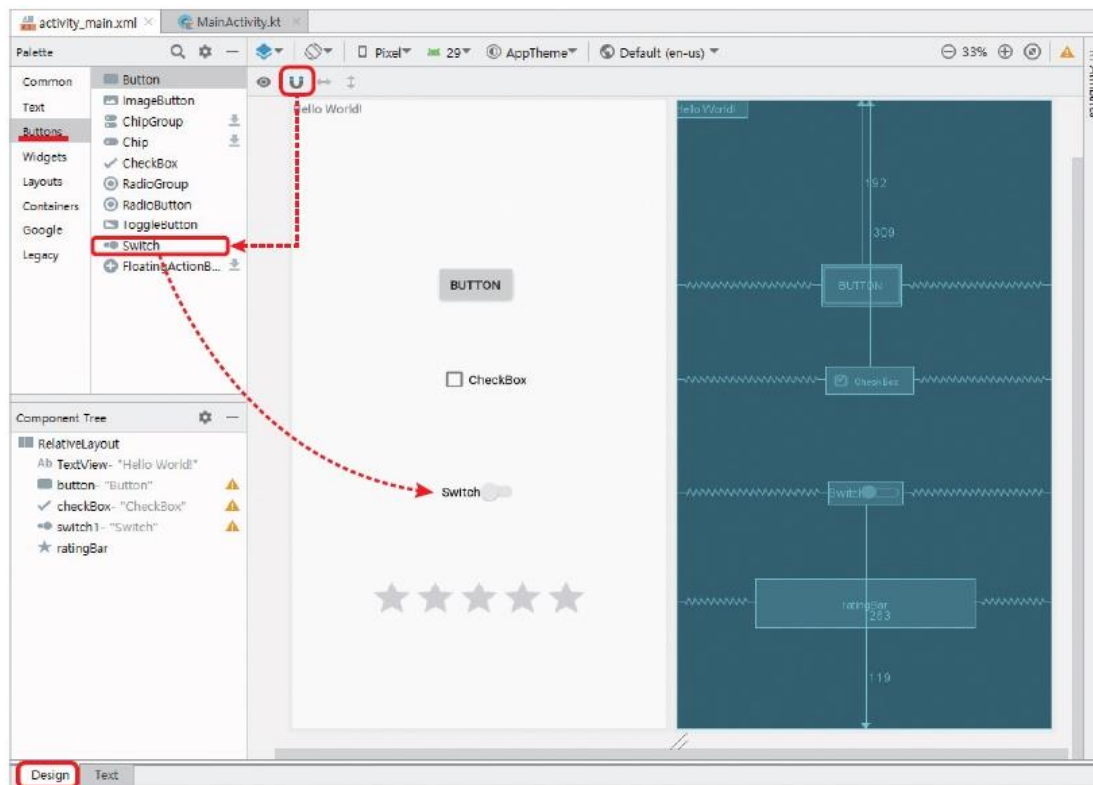 activity_main.xml
MainActivity.kt
Palette
Pixel
29
AppTheme
Default (en-us)
33%
Common
Text
Buttons
Widgets
Layouts
Containers
Google
Legacy
Button
ImageButton
ChipGroup
Chip
CheckBox
RadioGroup
RadioButton
ToggleButton
Switch
FloatingActionB...
Hello World!
BUTTON
CheckBox
Switch
Hello World!
192
309
BUTTON
CheckBox
Switch
ratingBar
263
119
Component Tree
RelativeLayout
Ab TextView- "Hello World!"
button- "Button"
checkBox- "CheckBox"
switch1- "Switch"
ratingBar
Design
Text